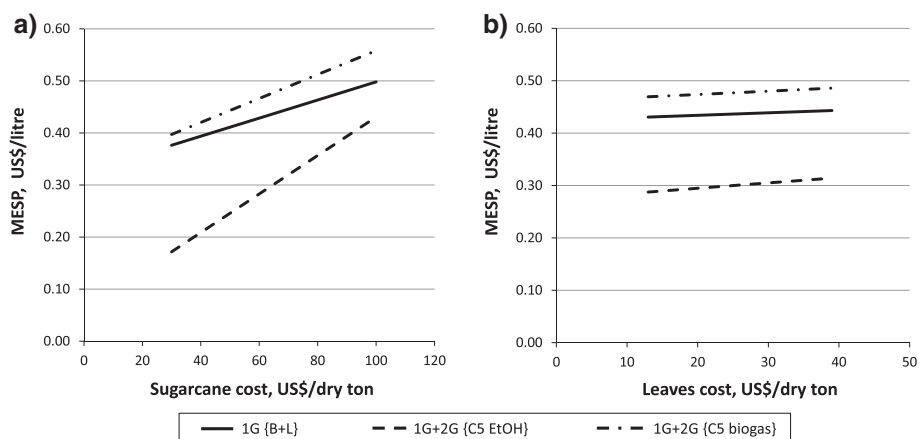 a)
0.60
0.50
0.40
0.30
0.20
0.10
0.00
MESP, US$/litre
0 20 40 60 80 100 120
Sugarcane cost, US$/dry ton
b)
0.60
0.50
0.40
0.30
0.20
0.10
0.00
MESP, US$/litre
0 10 20 30 40 50
Leaves cost, US$/dry ton
1G {B+L} 1G+2G {C5 EtOH} 1G+2G {C5 biogas}